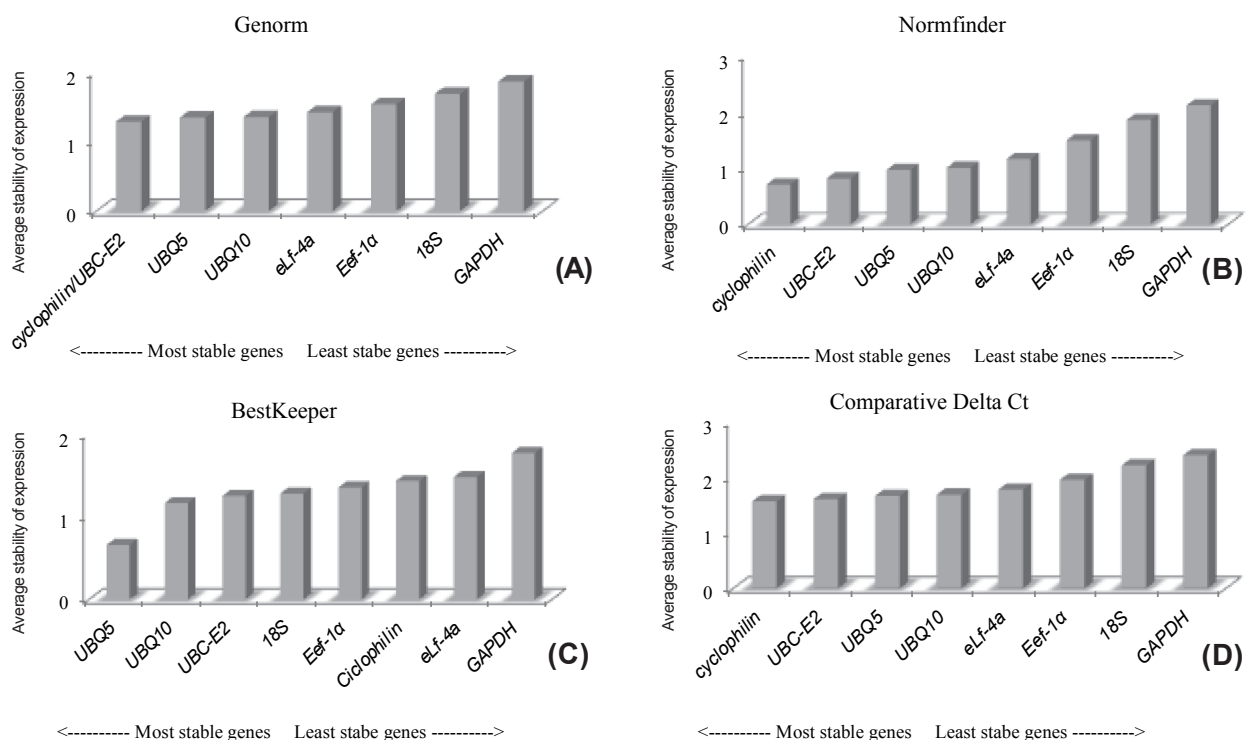 Genorm
Average stability of expression
2
1
0
cyclophilin/UBC-E2
UBQ5
UBQ10
eLf-4a
Eef-1α
18S
GAPDH
(A)
<---------- Most stable genes Least stabe genes ---------->
Normfinder
Average stability of expression
3
2
1
0
cyclophilin
UBC-E2
UBQ5
UBQ10
eLf-4a
Eef-1α
18S
GAPDH
(B)
<---------- Most stable genes Least stabe genes ---------->
BestKeeper
Average stability of expression
2
1
0
UBQ5
UBQ10
UBC-E2
18S
Eef-1α
Ciclophilin
eLf-4a
GAPDH
(C)
<---------- Most stable genes Least stabe genes ---------->
Comparative Delta Ct
Average stability of expression
3
2
1
0
cyclophilin
UBC-E2
UBQ5
UBQ10
eLf-4a
Eef-1α
18S
GAPDH
(D)
<---------- Most stable genes Least stabe genes ---------->